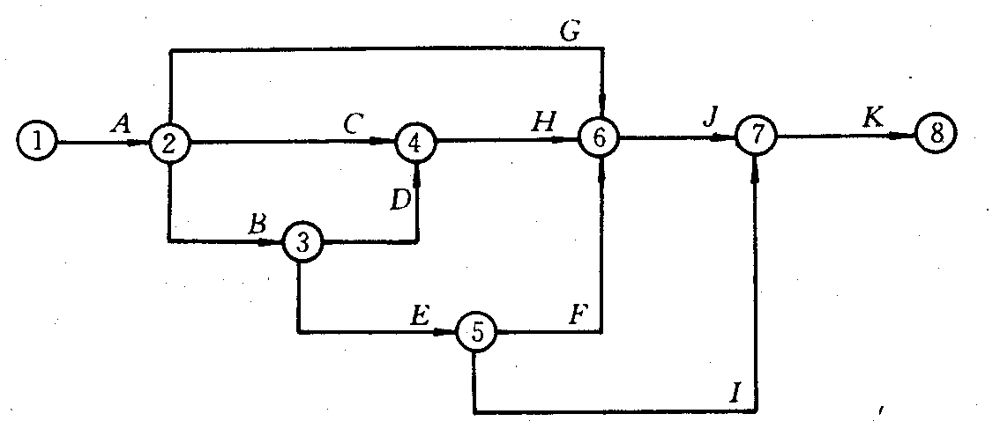 G
A
C
H
J
K
①
②
④
⑥
⑦
⑧
D
B
③
E
F
⑤
I